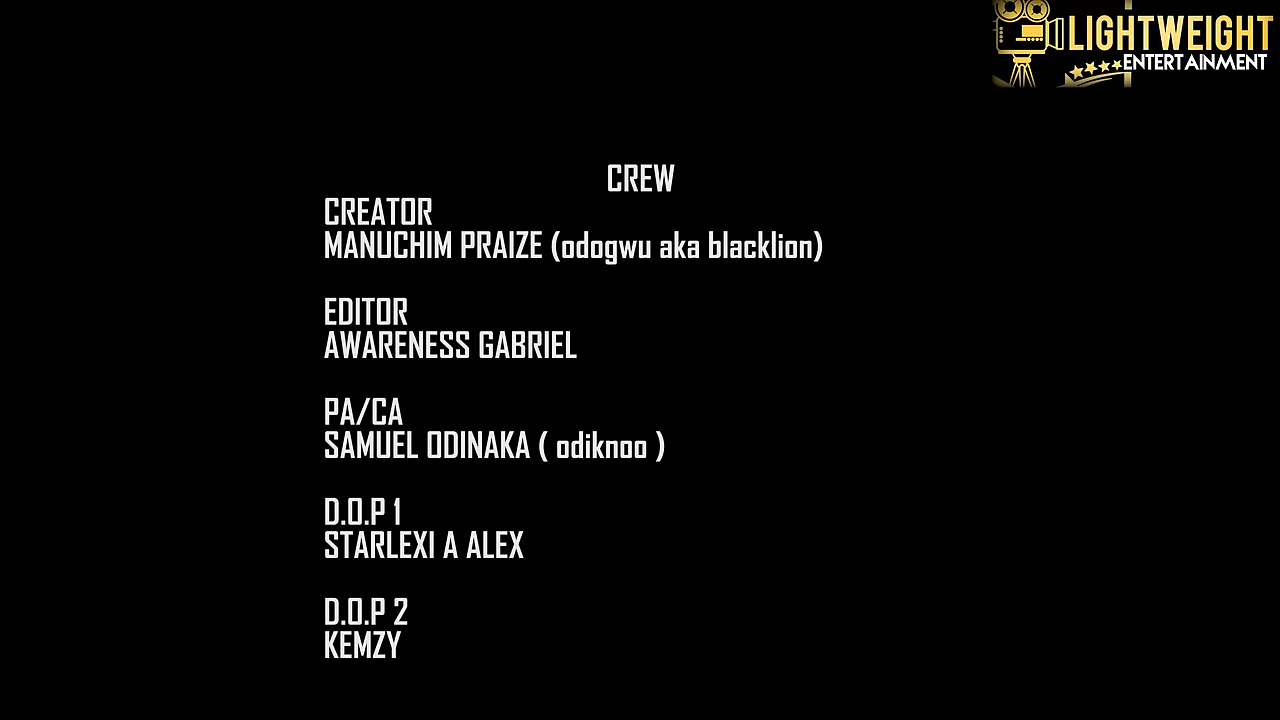 LIGHTWEIGHT
ENTERTAINMENT
CREW
CREATOR
MANUCHIM PRAIZE (odogwu aka blacklion)
EDITOR
AWARENESS GABRIEL
PA/CA
SAMUEL ODINAKA ( odiknoo )
D.O.P 1
STARLEXI A ALEX
D.O.P 2
KEMZY